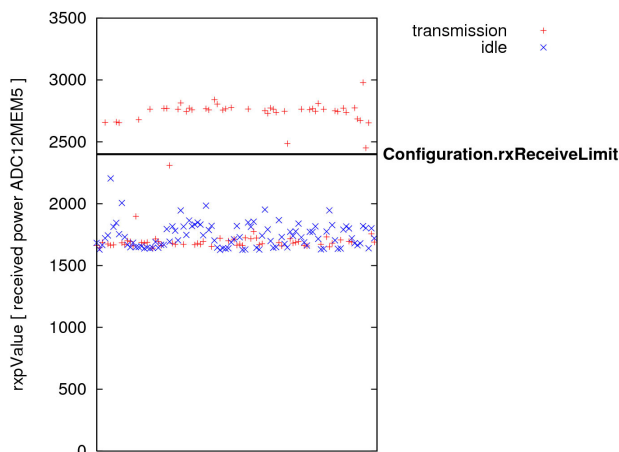 3500
3000
2500
2000
1500
1000
500
0
rxpValue [ received power ADC12MEM5 ]
transmission
idle
Configuration.rxReceiveLimit